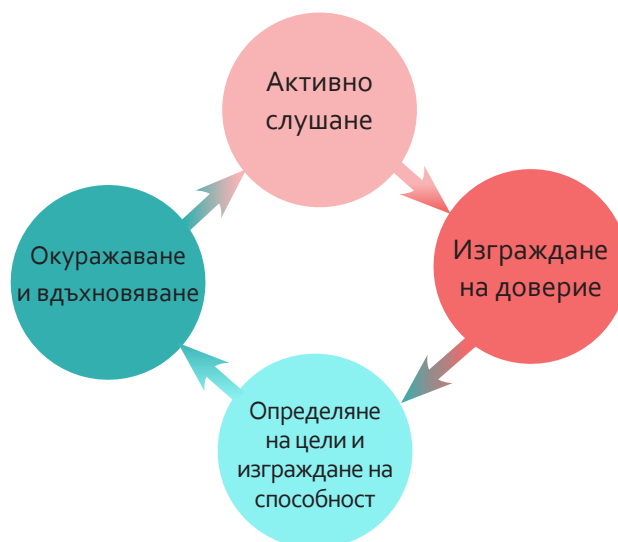 Активно
слушане
Изграждане
на доверие
Определяне
на цели и
изграждане на
способност
Окуражаване
и вдъхновяване